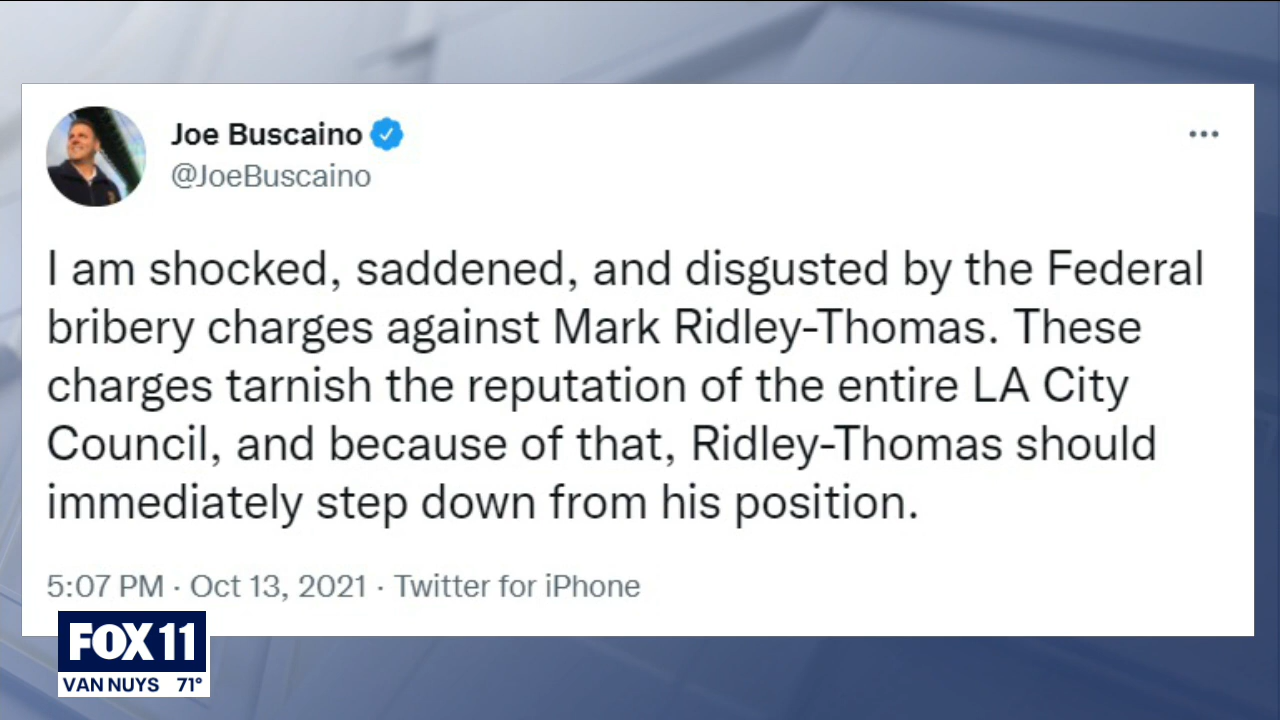 Joe Buscaino
@JoeBuscaino
I am shocked, saddened, and disgusted by the Federal
bribery charges against Mark Ridley-Thomas. These
charges tarnish the reputation of the entire LA City
Council, and because of that, Ridley-Thomas should
immediately step down from his position.
5:07 PM · Oct 13, 2021 · Twitter for iPhone
FOX 11
VAN NUYS 71°